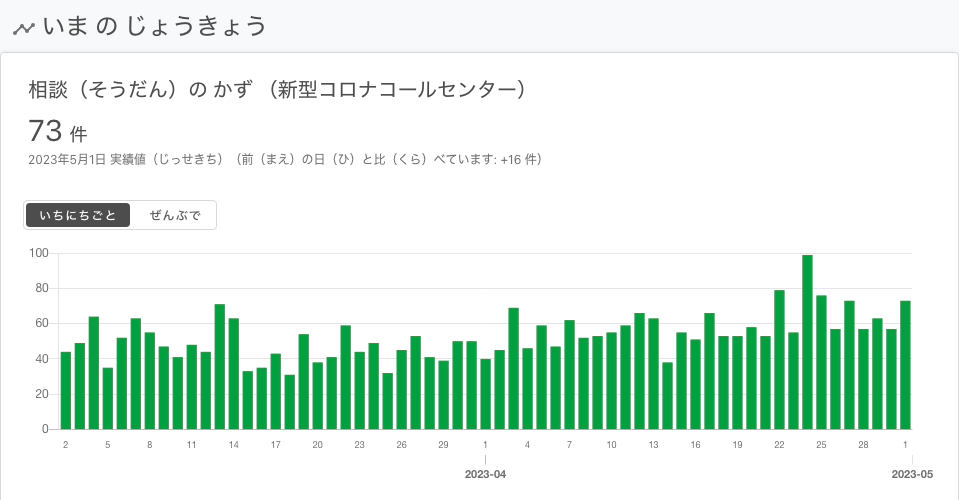 いま の じょうきょう
相談（そうだん）の かず （新型コロナコールセンター）
73 件
2023年5月1日 実績値（じっせきち）（前（まえ）の日（ひ）と比（くら）べています: +16 件）
いちにちごと ぜんぶで
100
80
60
40
20
0
2 5 8 11 14 17 20 23 26 29 1 4 7 10 13 16 19 22 25 28 1
2023-04 2023-05